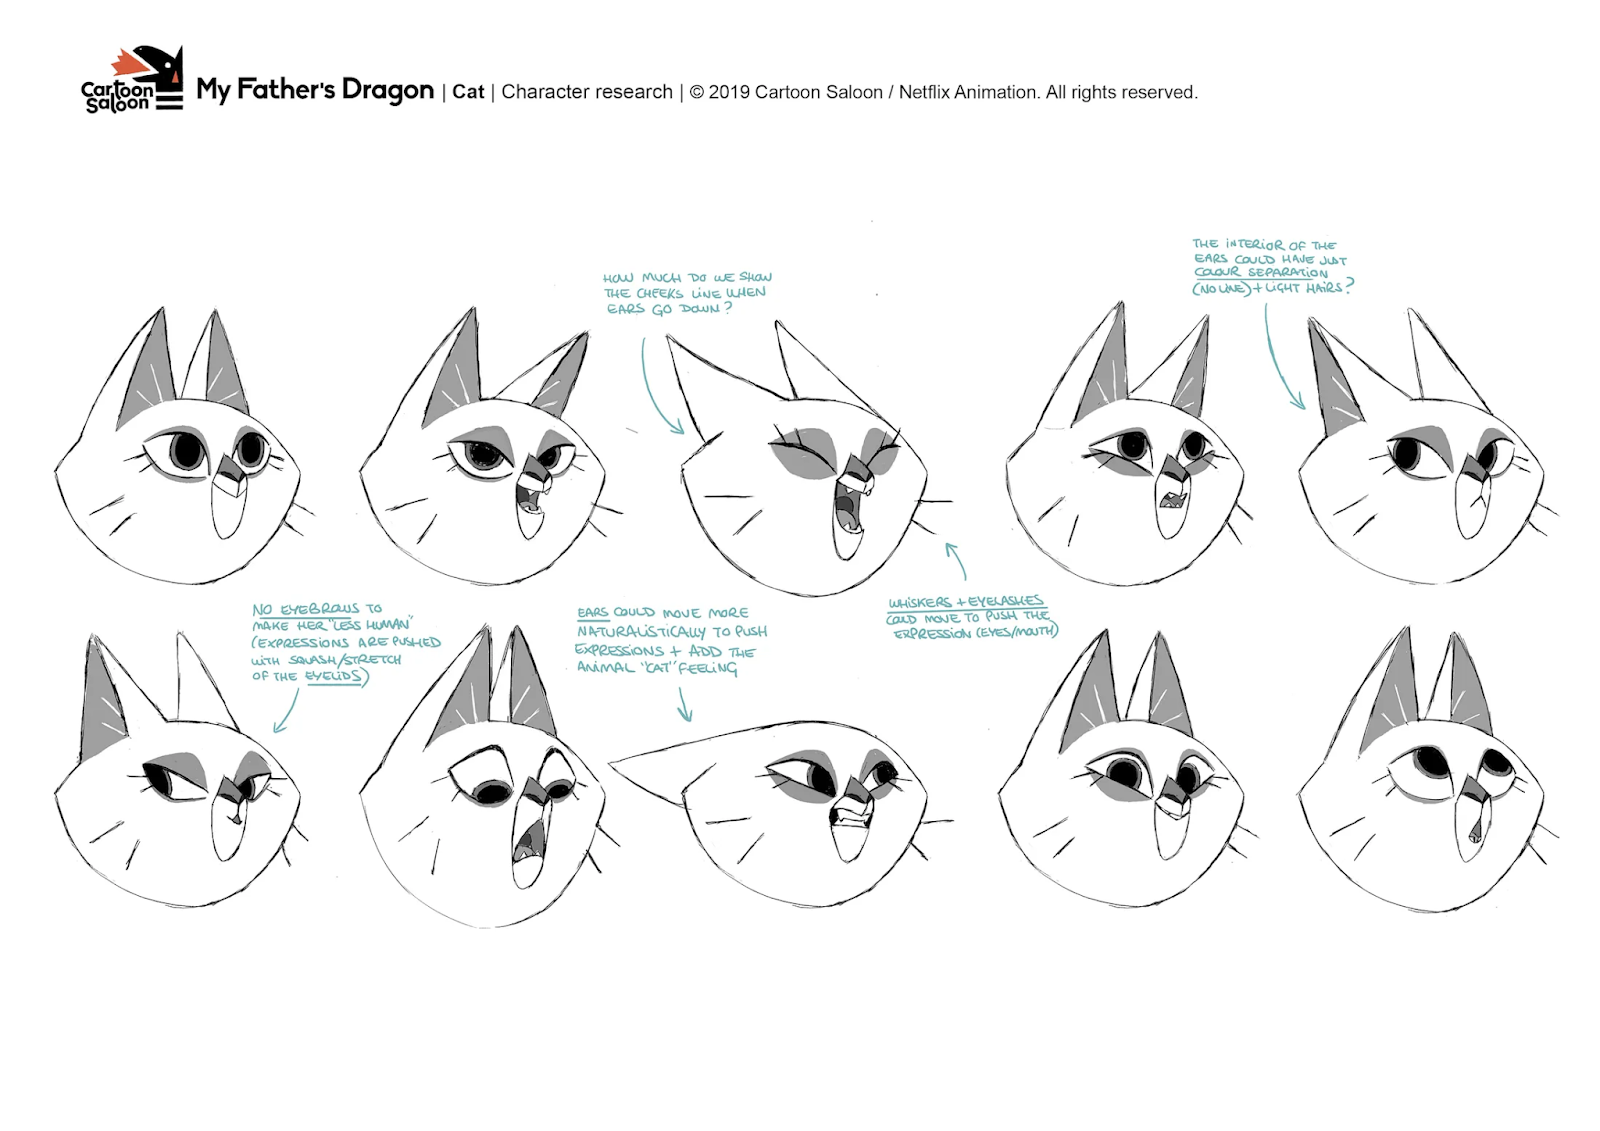 Cartoon
Saloon
My Father's Dragon | Cat | Character research | © 2019 Cartoon Saloon / Netflix Animation. All rights reserved.
HOW MUCH DO WE SHOW
THE CHEEKS LINE WHEN
EARS GO DOWN?
THE INTERIOR OF THE
EARS COULD HAVE JUST
COLOUR SEPARATION
(NO LINE) + LIGHT HAIRS?
NO EYEBROWS TO
MAKE HER "LESS HUMAN"
(EXPRESSIONS ARE PUSHED
WITH SQUASH/STRETCH
OF THE EYELIDS)
EARS COULD MOVE MORE
NATURALISTICALLY TO PUSH
EXPRESSIONS + ADD THE
ANIMAL "CAT" FEELING
WHISKERS + EYELASHES
COULD MOVE TO PUSH THE
EXPRESSION (EYES/MOUTH)